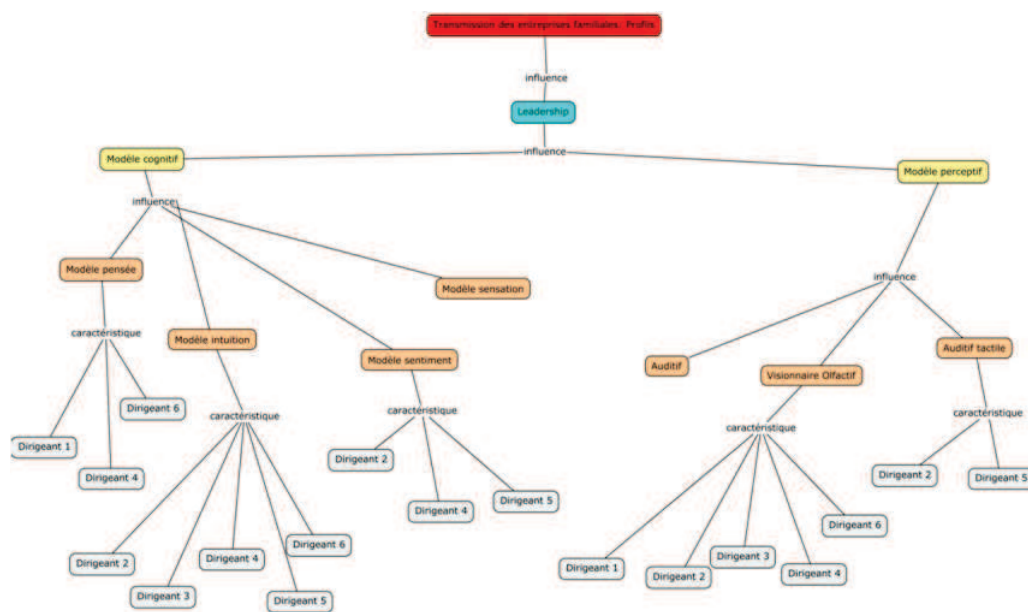 Transmission des entreprises familiales: Profils
influence
Leadership
influence
Modèle cognitif
Modèle perceptif
influence
Modèle pensée
Modèle sensation
influence
caractéristique
Modèle intuition
Modèle sentiment
Auditif
Visionnaire Olfactif
Auditif tactile
Dirigeant 6
caractéristique
caractéristique
caractéristique
caractéristique
Dirigeant 1
Dirigeant 4
Dirigeant 2
Dirigeant 4
Dirigeant 5
Dirigeant 2
Dirigeant 5
Dirigeant 2
Dirigeant 3
Dirigeant 4
Dirigeant 6
Dirigeant 5
Dirigeant 1
Dirigeant 2
Dirigeant 3
Dirigeant 4
Dirigeant 6